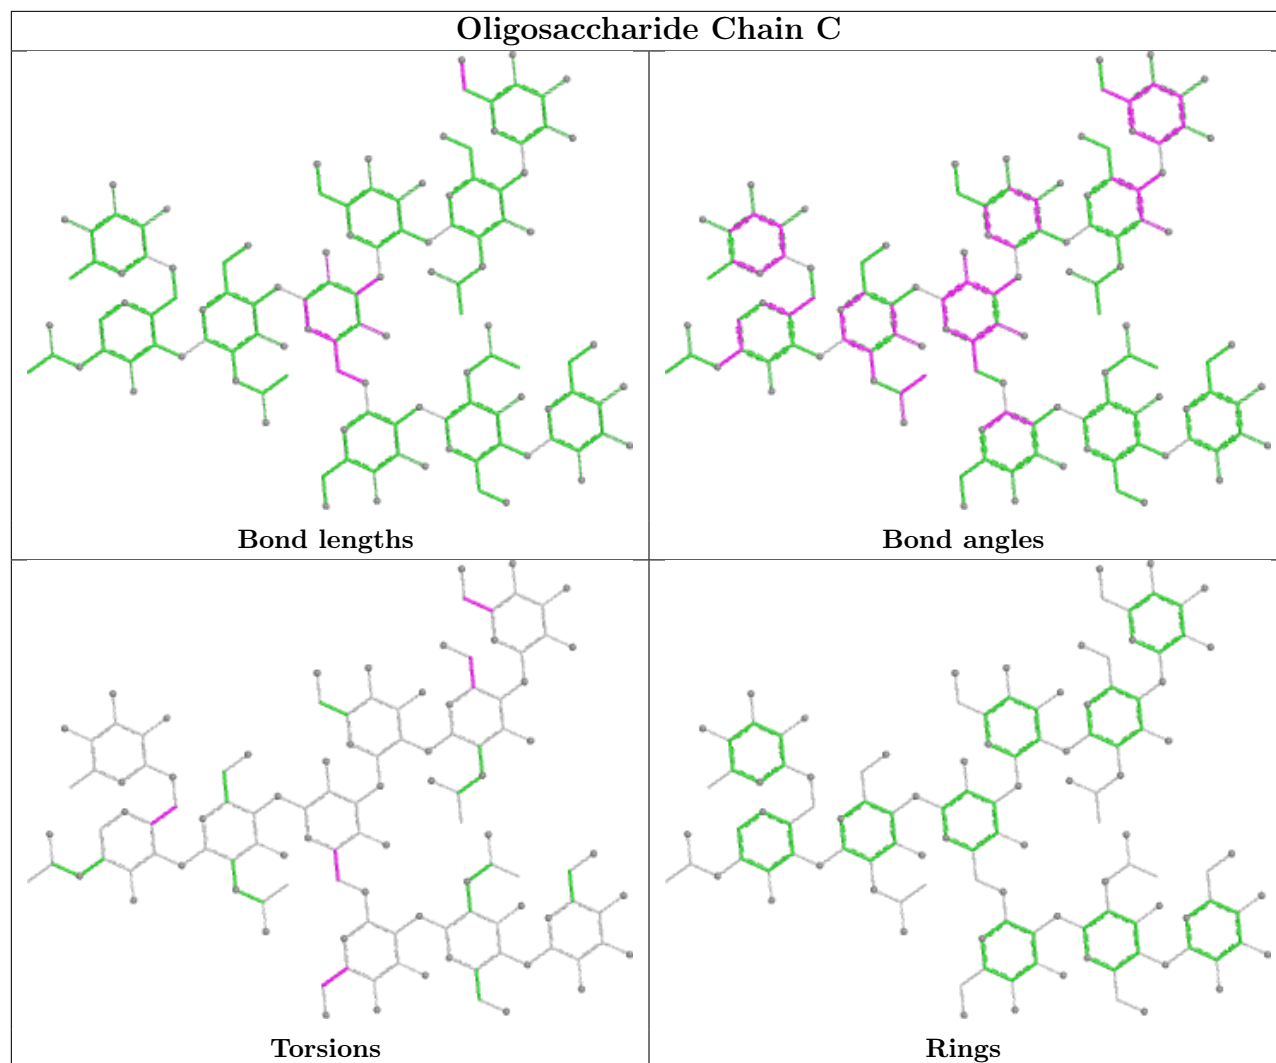 Oligosaccharide Chain C
Bond lengths
Bond angles
Torsions
Rings